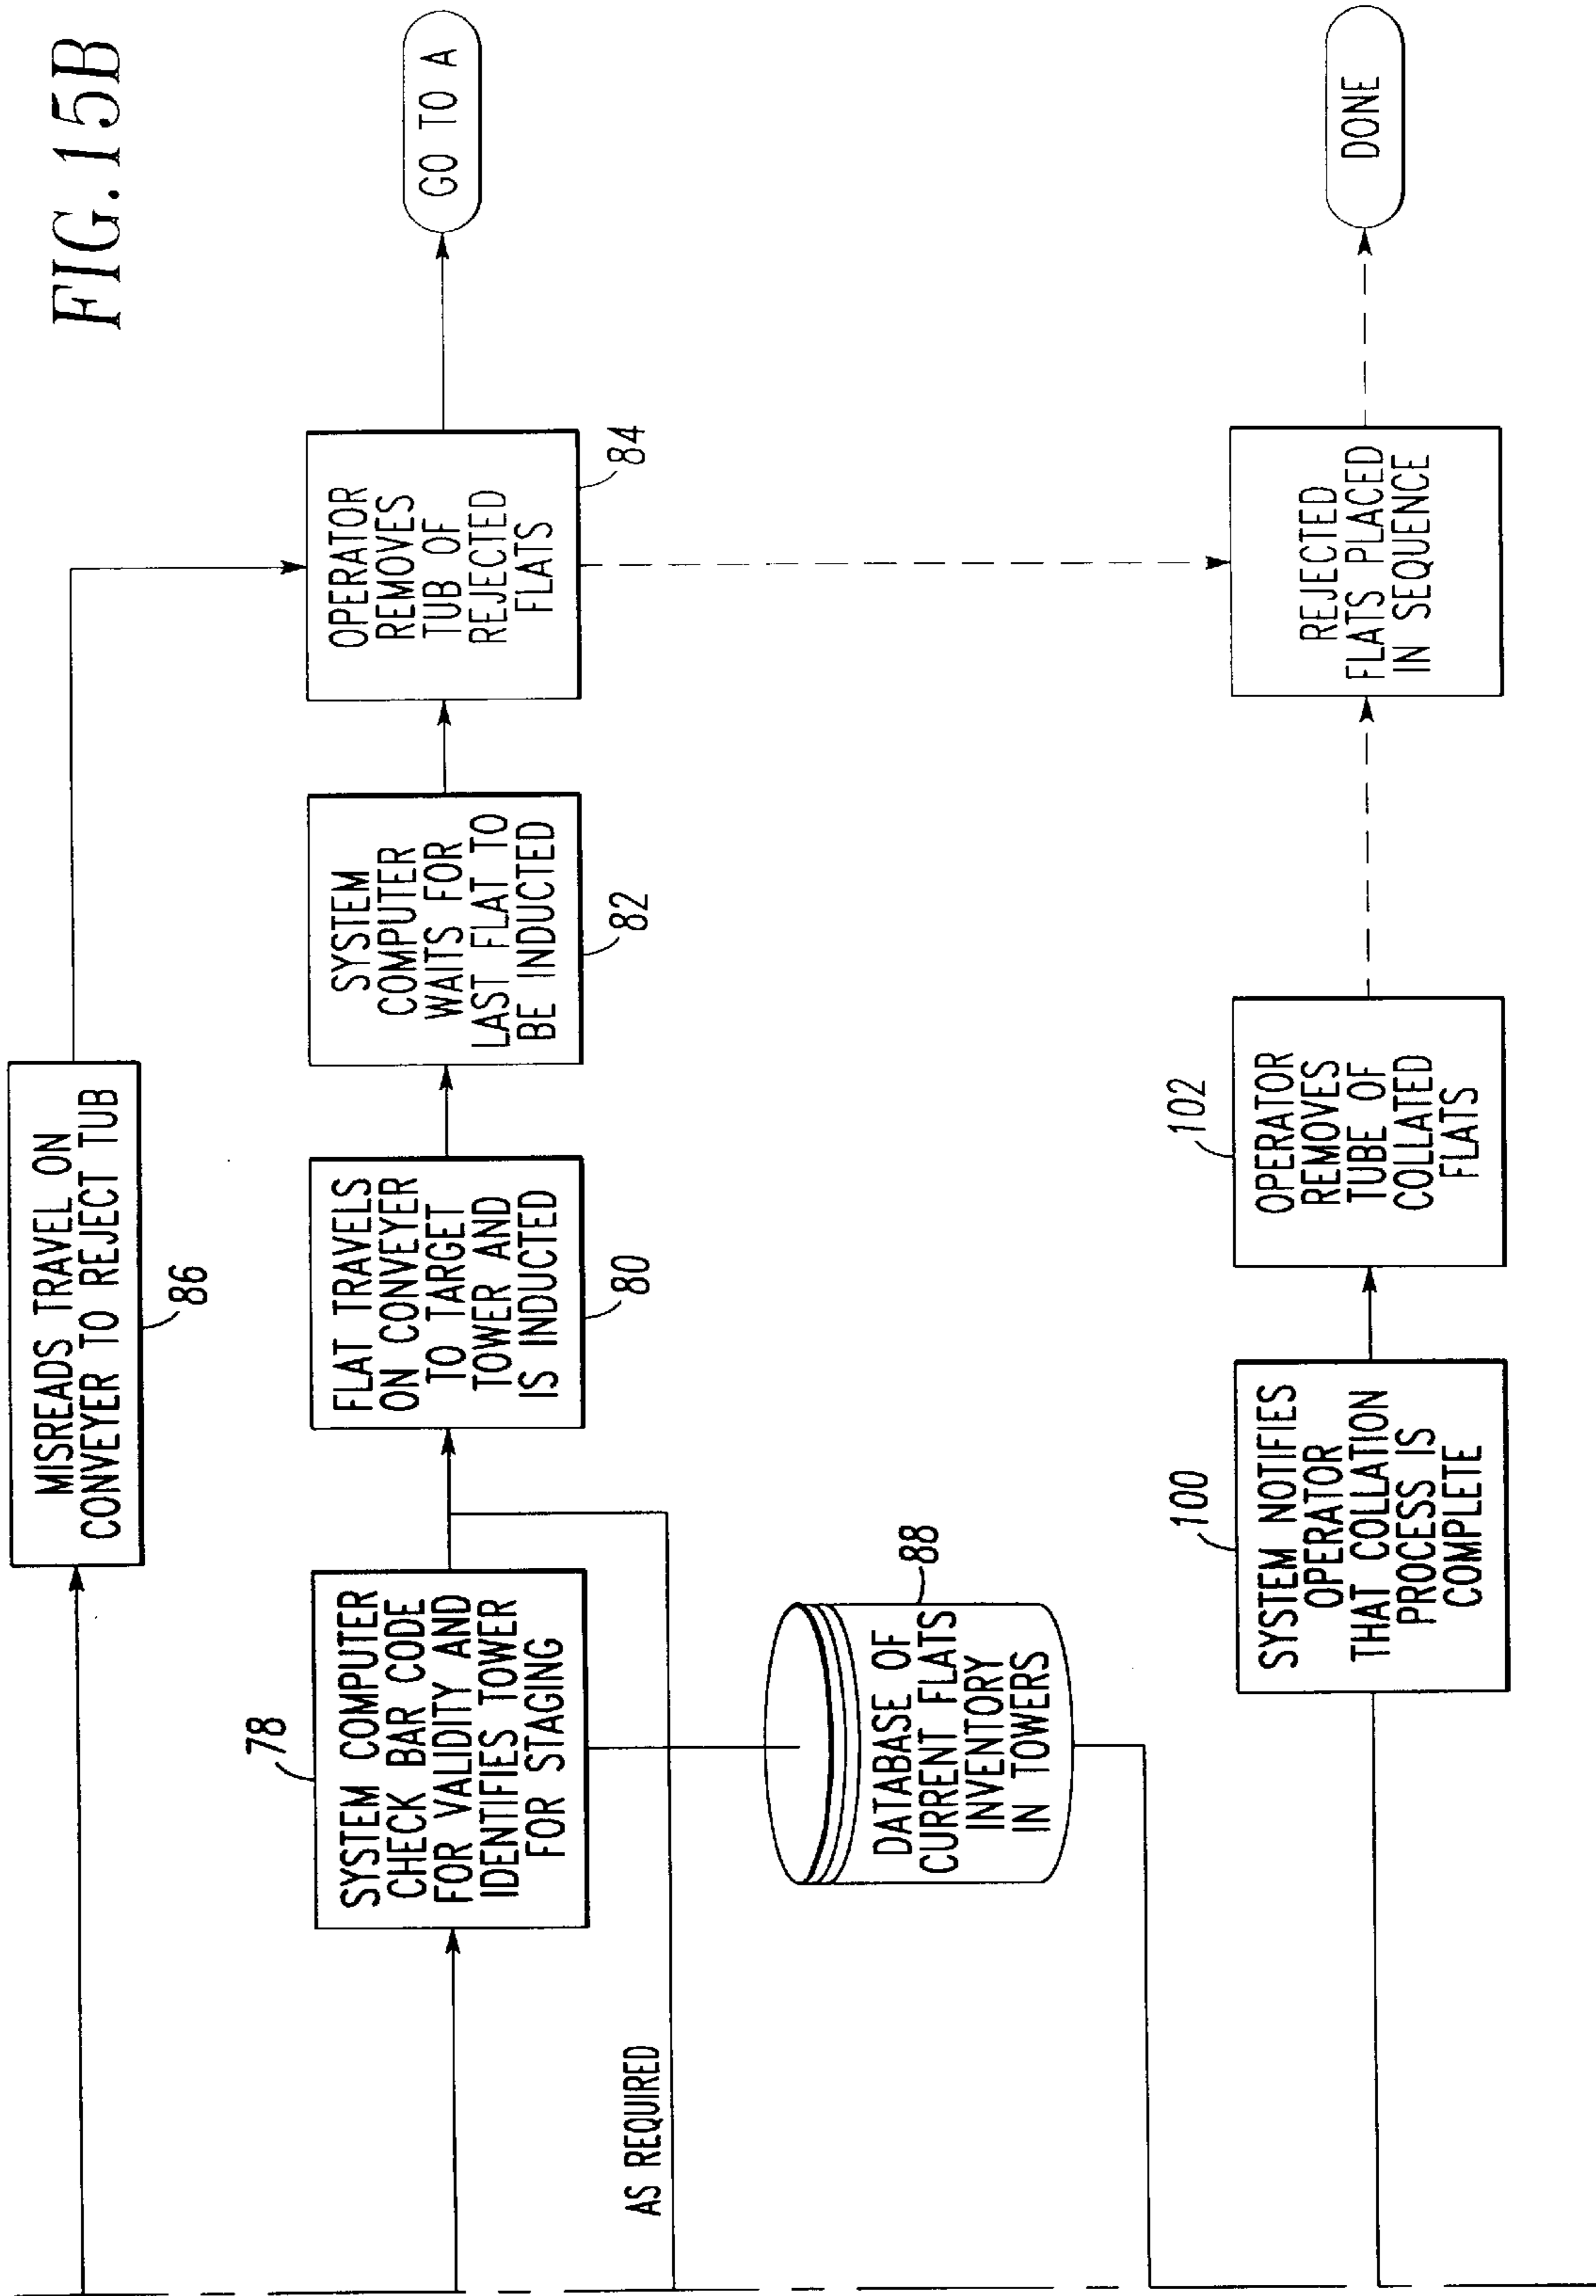 FIG. 15B
MISREADS TRAVEL ON
CONVEYER TO REJECT TUB
86
78
SYSTEM COMPUTER
CHECK BAR CODE
FOR VALIDITY AND
IDENTIFIES TOWER
FOR STAGING
FLAT TRAVELS
ON CONVEYER
TO TARGET
TOWER AND
IS INDUCTED
80
SYSTEM
COMPUTER
WAITS FOR
LAST FLAT TO
BE INDUCTED
82
OPERATOR
REMOVES
TUB OF
REJECTED
FLATS
84
GO TO A
AS REQUIRED
DATABASE OF
CURRENT FLATS
INVENTORY
IN TOWERS
88
100
SYSTEM NOTIFIES
OPERATOR
THAT COLLATION
PROCESS IS
COMPLETE
102
OPERATOR
REMOVES
TUBE OF
COLLATED
FLATS
REJECTED
FLATS PLACED
IN SEQUENCE
DONE